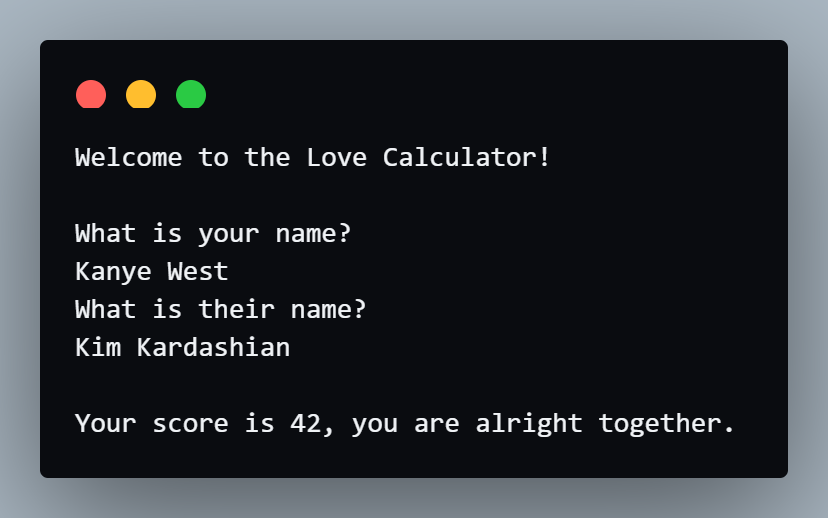 Welcome to the Love Calculator!
What is your name?
Kanye West
What is their name?
Kim Kardashian
Your score is 42, you are alright together.